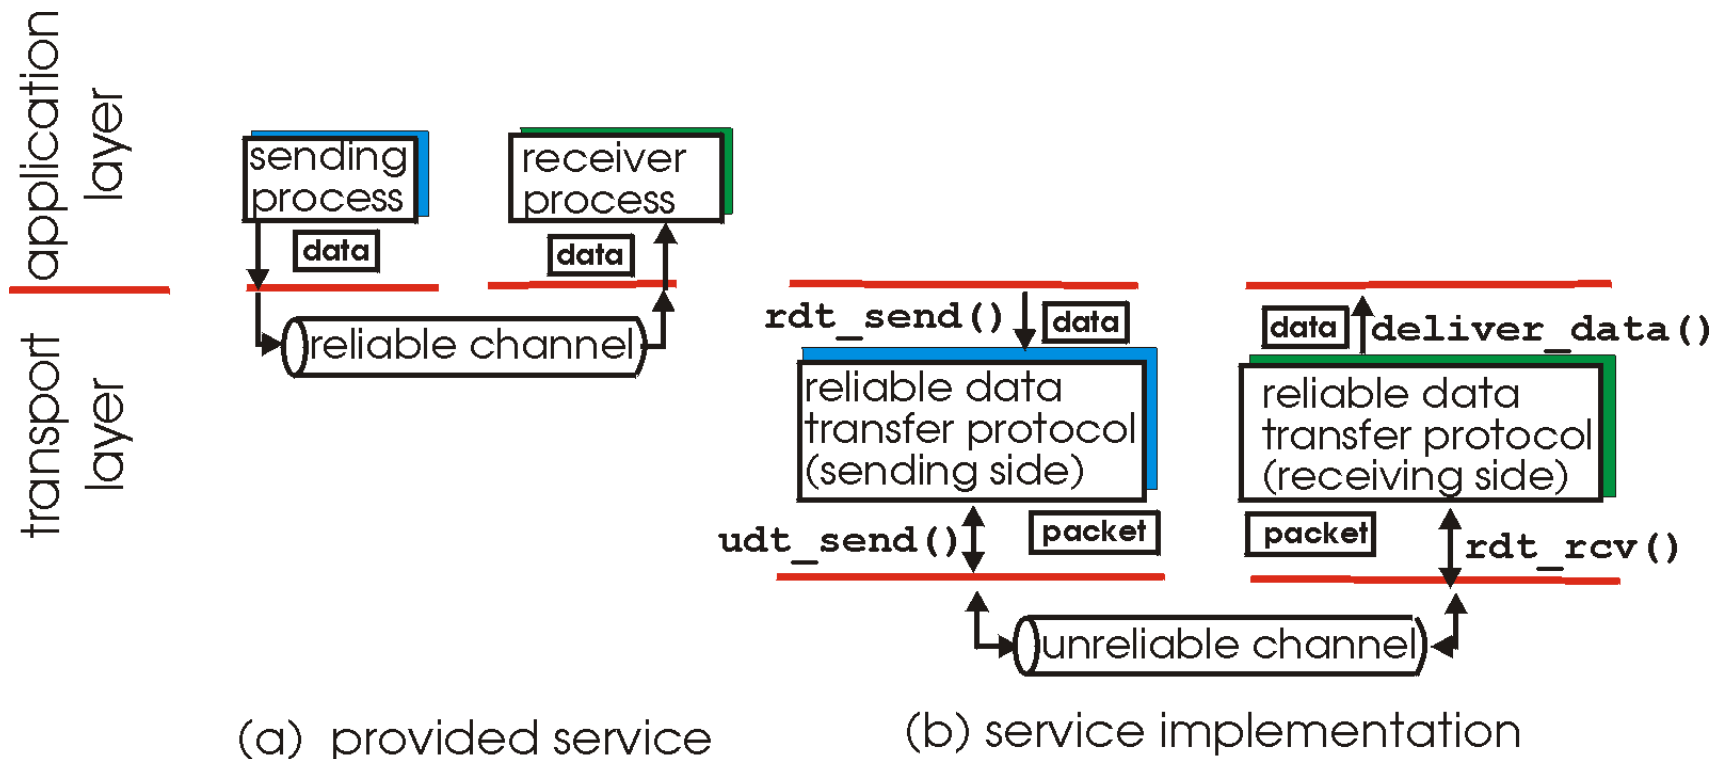 application
layer
transport
layer
sending
process
receiver
process
data
data
reliable channel
(a) provided service
rdt_send()
data
data
deliver_data()
reliable data
transfer protocol
(sending side)
reliable data
transfer protocol
(receiving side)
udt_send()
packet
packet
rdt_rcv()
unreliable channel
(b) service implementation